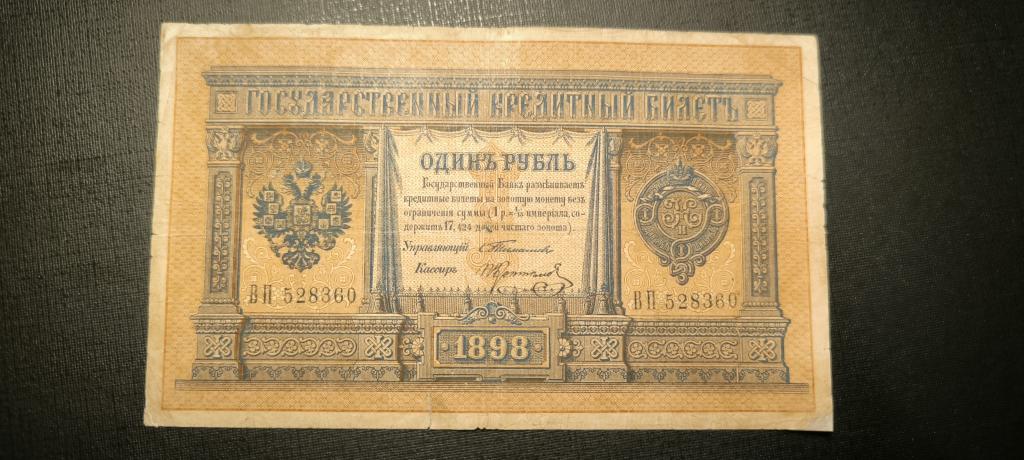 ГОСУДАРСТВЕННЫЙ КРЕДИТНЫЙ БИЛЕТЪ
ОДИНЪ РУБЛЬ
Государственный Банкъ размѣниваетъ
кредитные билеты на золотую монету безъ
ограниченія суммы (1 р. = 1/15 имперіала, со-
держитъ 17,424 долей чистаго золота).
Управляющій
Кассиръ
ВП 528360
ВП 528360
1898